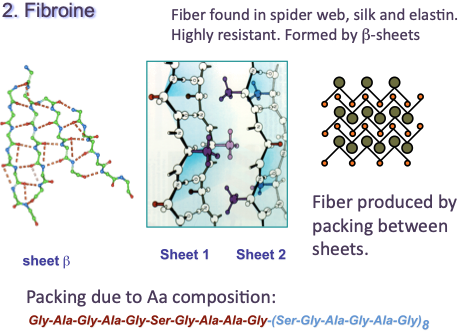 2. Fibroine
Fiber found in spider web, silk and elastin.
Highly resistant. Formed by β-sheets
sheet β
Sheet 1
Sheet 2
Fiber produced by
packing between
sheets.
Packing due to Aa composition:
Gly-Ala-Gly-Ala-Gly-Ser-Gly-Ala-Ala-Gly-(Ser-Gly-Ala-Gly-Ala-Gly)8